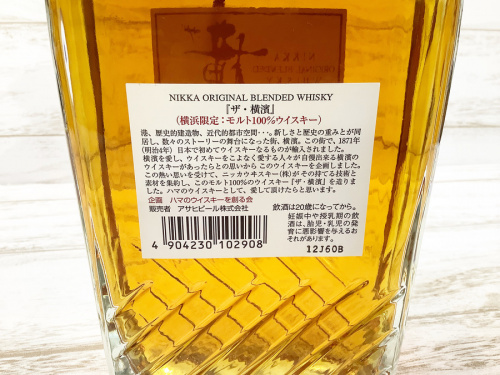 NIKKA ORIGINAL BLENDED WHISKY
『ザ・横濱』
(横浜限定:モルト100%ウイスキー)
港、歴史的建造物、近代的都市空間・・・。新しさと歴史の重みとが同
居し、数々のストーリーの舞台になった街、横濱。この街で、1871年
(明治4年)日本で初めてウイスキーなるものが輸入されました。
横濱を愛し、ウイスキーをこよなく愛する人々が自慢出来る横濱の
ウイスキーがあったらとの思いからこのウイスキーを企画しました。
この熱い思いを受けて、ニッカウヰスキー(株)がその持てる技術と
素材を集約し、このモルト100%のウイスキー『ザ・横濱』を造りま
した。ハマのウイスキーとして、愛して頂けたらと思います。
企画 ハマのウイスキーを創る会
販売者 アサヒビール株式会社
4 904230 102908
飲酒は20歳になってから。
妊娠中や授乳期の飲
酒は、胎児・乳児の発
育に悪影響を与える
おそれがあります。
12J60B